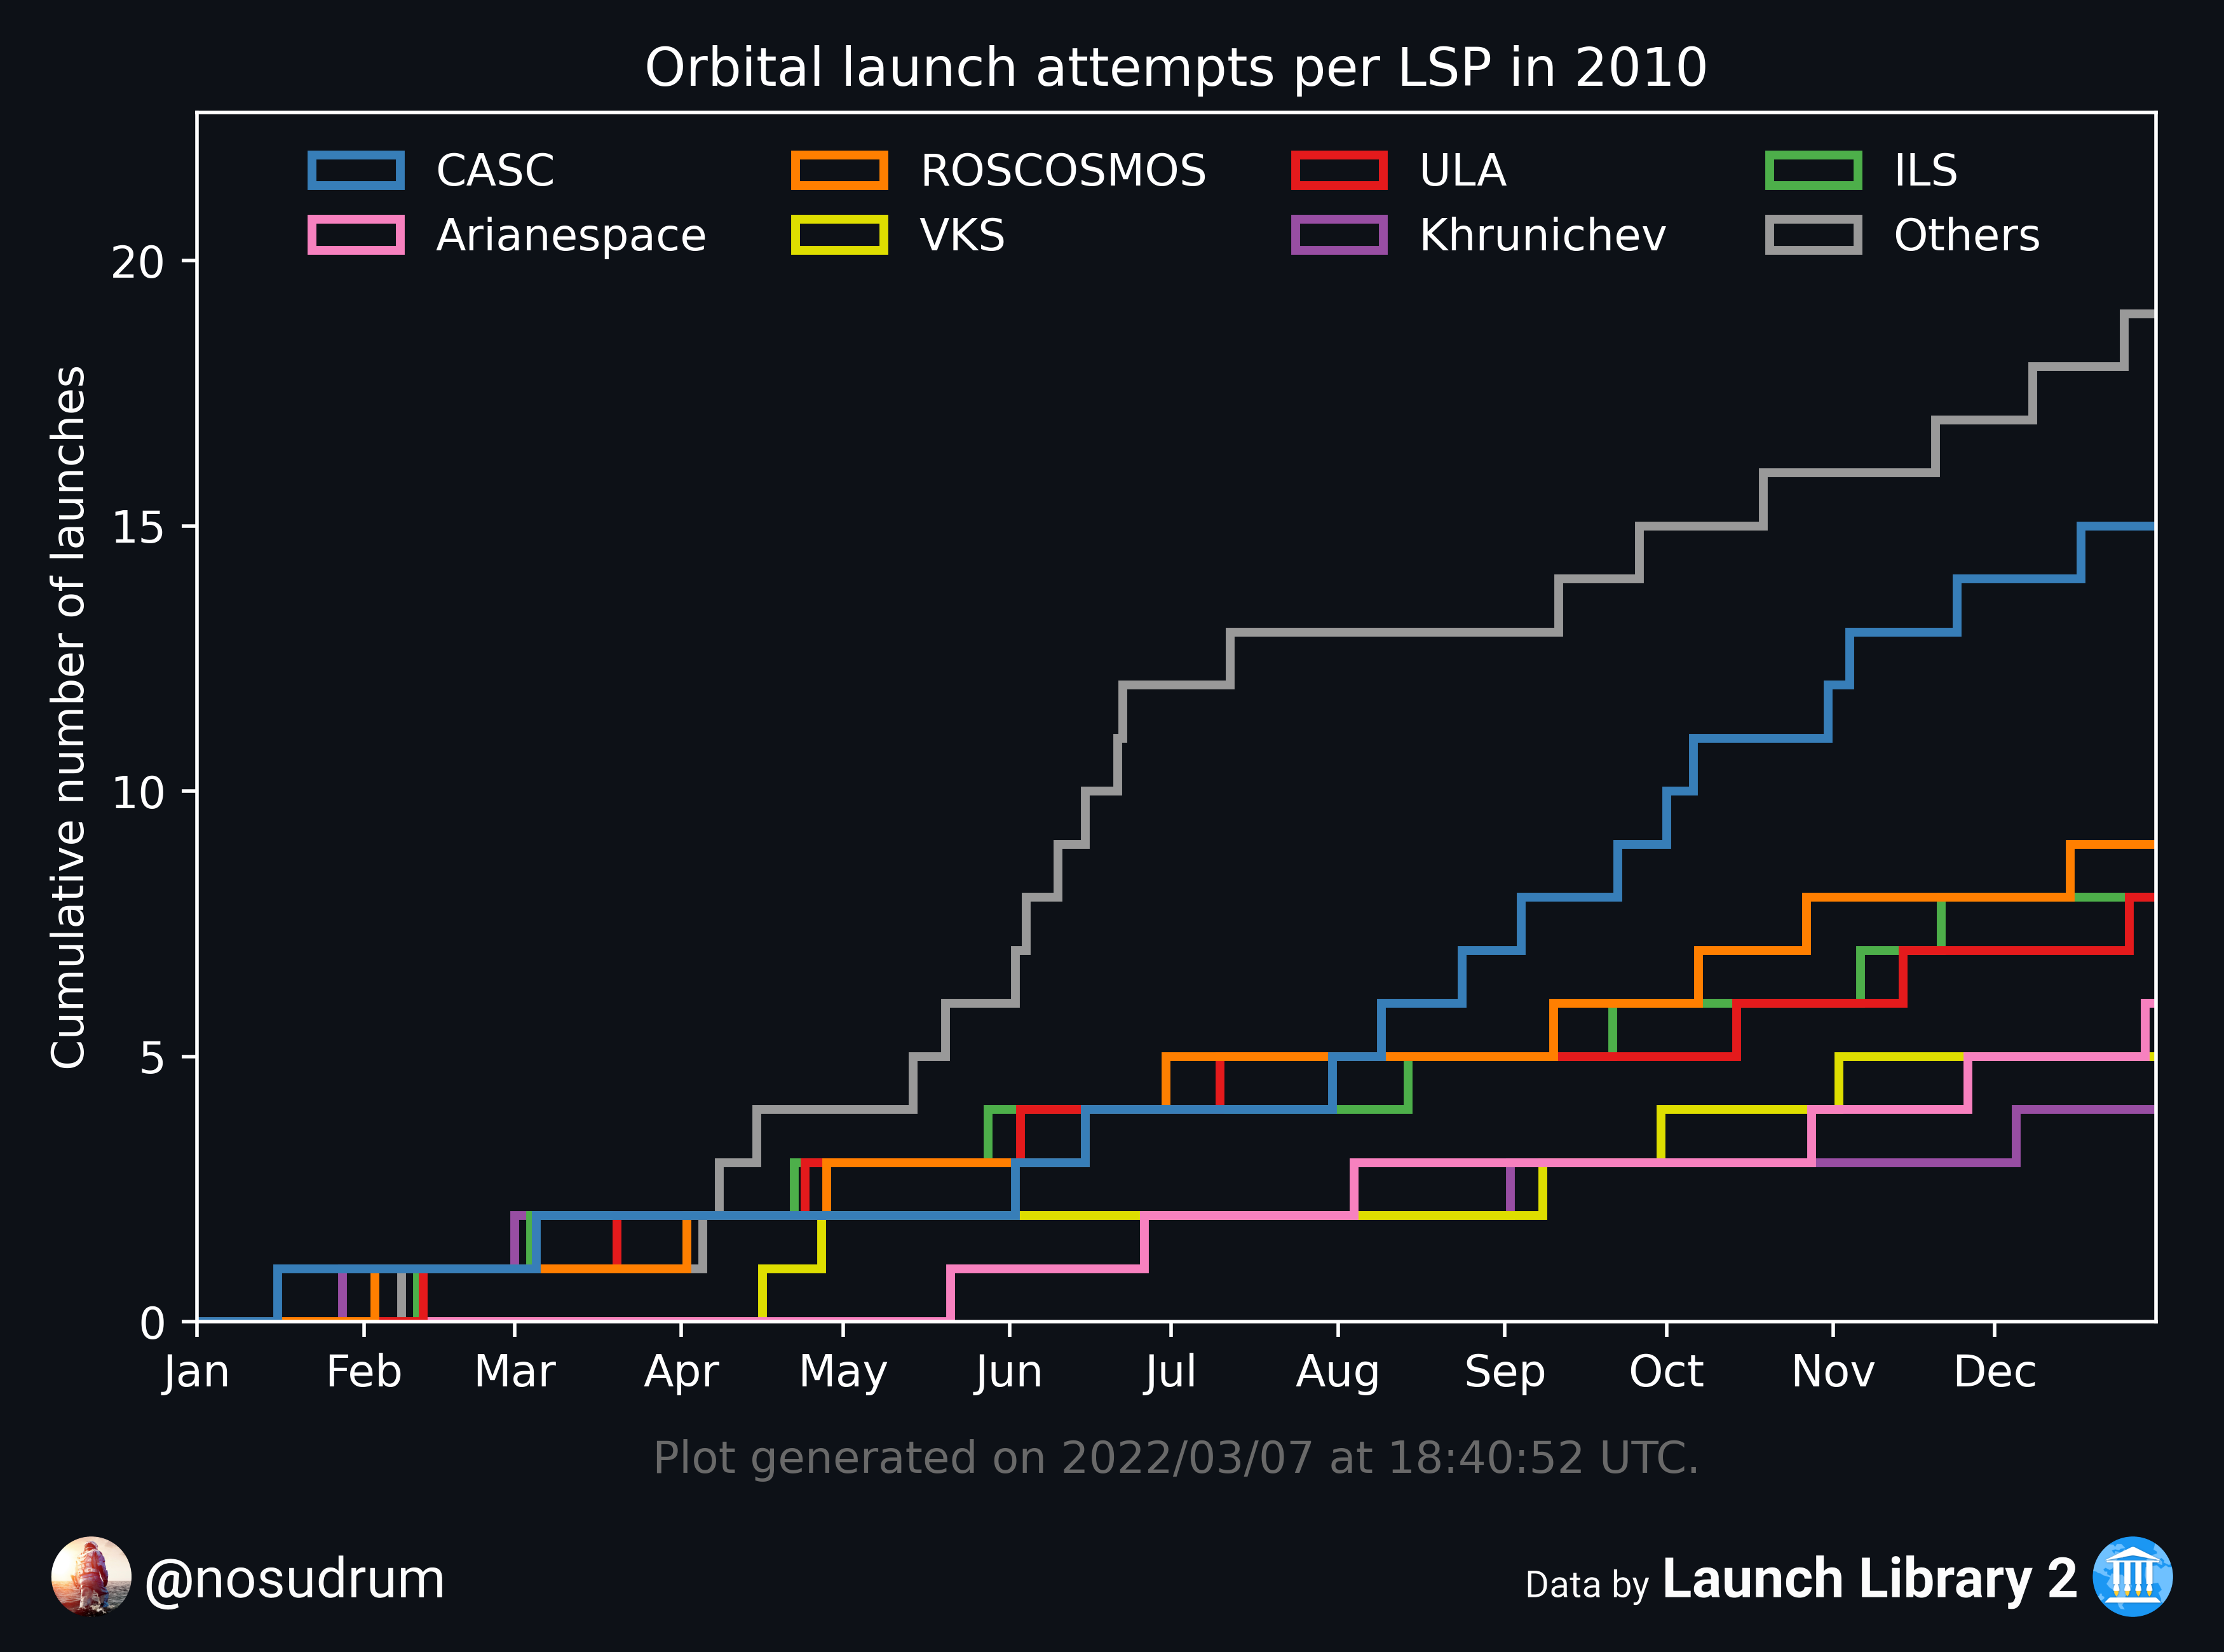 Orbital launch attempts per LSP in 2010
CASC ROSCOSMOS ULA ILS
Arianespace VKS Khrunichev Others
Cumulative number of launches
20
15
10
5
0
Jan Feb Mar Apr May Jun Jul Aug Sep Oct Nov Dec
Plot generated on 2022/03/07 at 18:40:52 UTC.
@nosudrum
Data by Launch Library 2